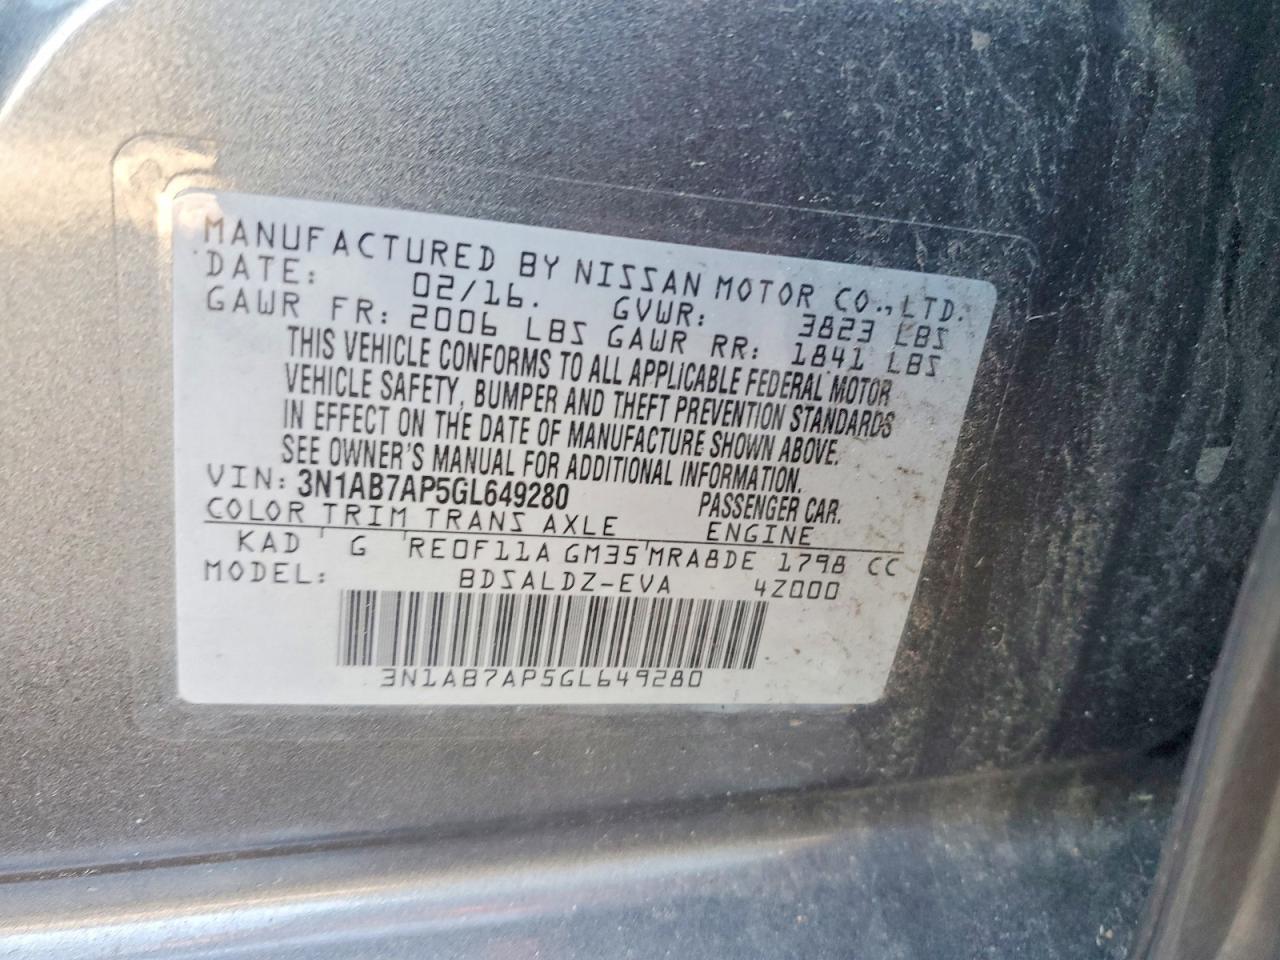 MANUFACTURED BY NISSAN MOTOR CO., LTD.
DATE: 02/16. GVWR: 3823 LBS
GAWR FR: 2006 LBS GAWR RR: 1841 LBS
THIS VEHICLE CONFORMS TO ALL APPLICABLE FEDERAL MOTOR
VEHICLE SAFETY, BUMPER AND THEFT PREVENTION STANDARDS
IN EFFECT ON THE DATE OF MANUFACTURE SHOWN ABOVE.
SEE OWNER'S MANUAL FOR ADDITIONAL INFORMATION.
VIN: 3N1AB7AP5GL649280 PASSENGER CAR.
COLOR TRIM TRANS AXLE ENGINE
KAD G RE0F11A GM35 MRA8DE 1798 CC
MODEL: BDSALDZ-EVA 4Z000
3N1AB7AP5GL649280